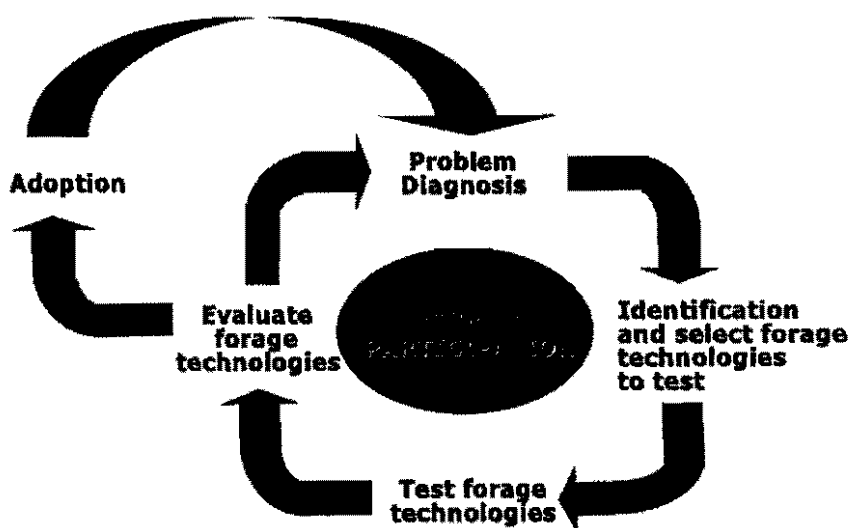 Problem
Diagnosis
Adoption
Identification
and select forage
technologies
to test
Evaluate
forage
technologies
Test forage
technologies